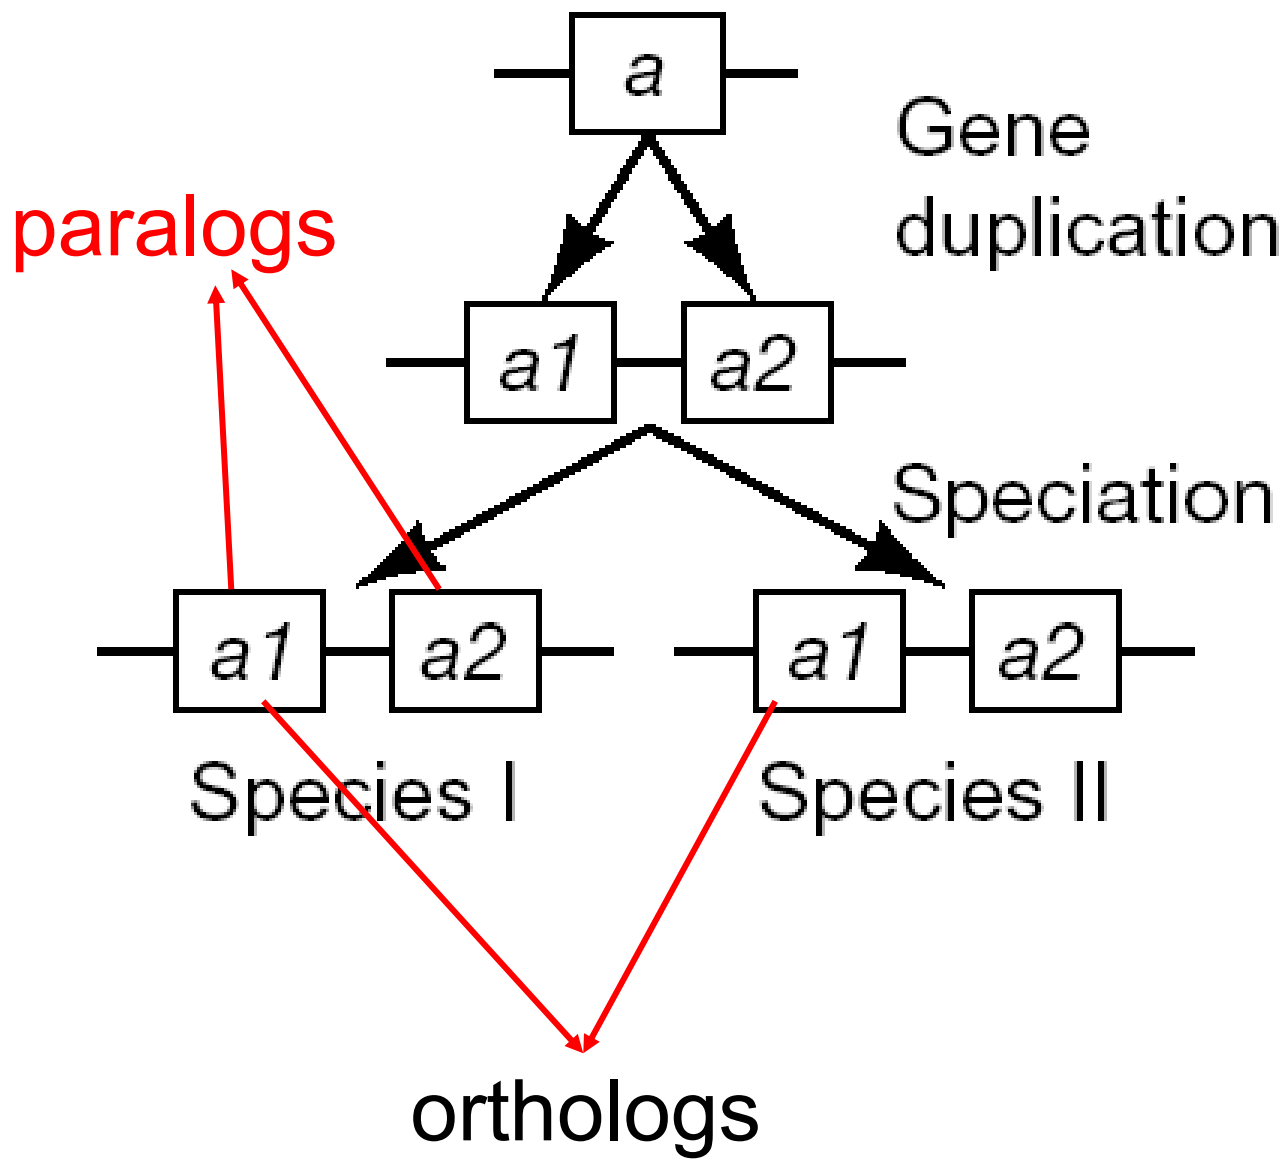 a
Gene
duplication
paralogs
a1 a2
Speciation
a1 a2 a1 a2
Species I Species II
orthologs